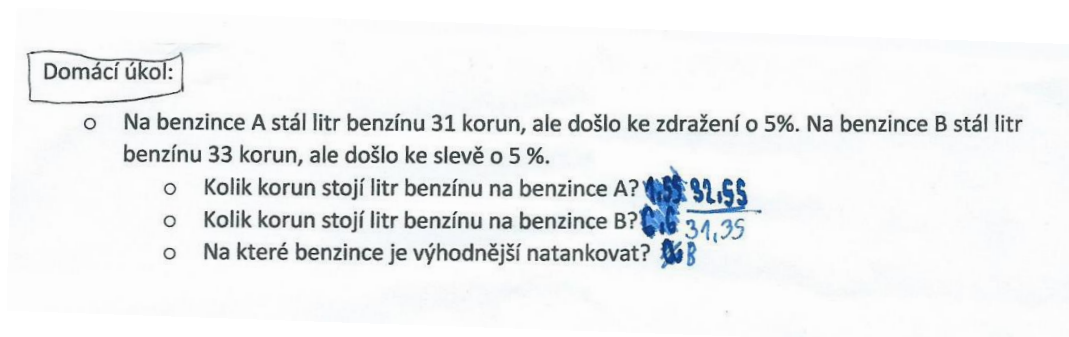 Domácí úkol:
o Na benzince A stál litr benzínu 31 korun, ale došlo ke zdražení o 5%. Na benzince B stál litr
benzínu 33 korun, ale došlo ke slevě o 5 %.
o Kolik korun stojí litr benzínu na benzince A? 1,55 32,55
o Kolik korun stojí litr benzínu na benzince B? 31,35
o Na které benzince je výhodnější natankovat? B